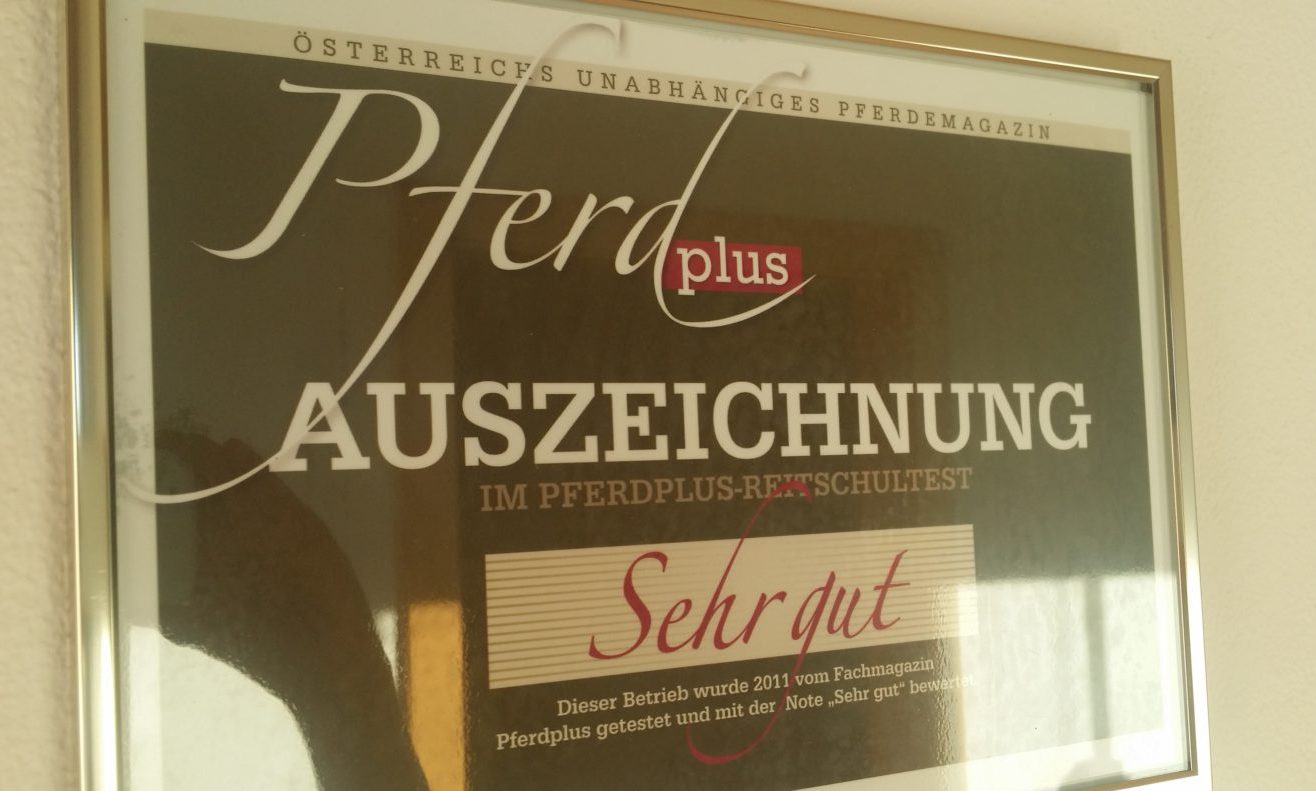 ÖSTERREICHS UNABHÄNGIGES PFERDEMAGAZIN
Pferd
plus
AUSZEICHNUNG
IM PFERDPLUS-REITSCHULTEST
Sehr gut
Dieser Betrieb wurde 2011 vom Fachmagazin
Pferdplus getestet und mit der Note „Sehr gut“ bewertet